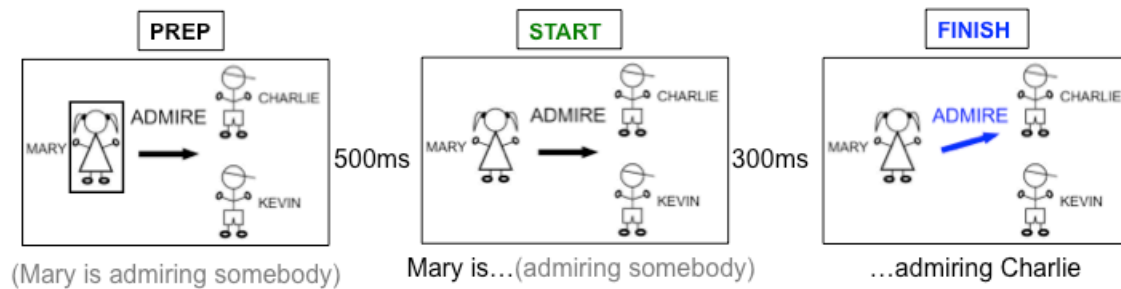 PREP
START
FINISH
MARY
ADMIRE
CHARLIE
KEVIN
500ms
MARY
ADMIRE
CHARLIE
KEVIN
300ms
MARY
ADMIRE
CHARLIE
KEVIN
(Mary is admiring somebody)
Mary is...(admiring somebody)
...admiring Charlie